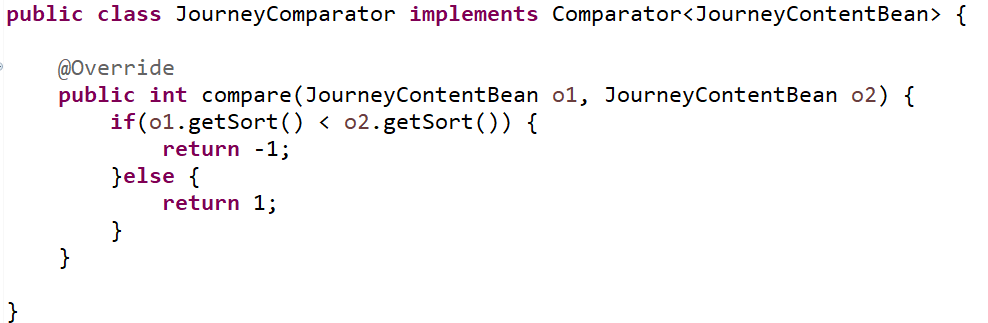 public class JourneyComparator implements Comparator<JourneyContentBean> {
@Override
public int compare(JourneyContentBean o1, JourneyContentBean o2) {
if(o1.getSort() < o2.getSort()) {
return -1;
}else {
return 1;
}
}
}